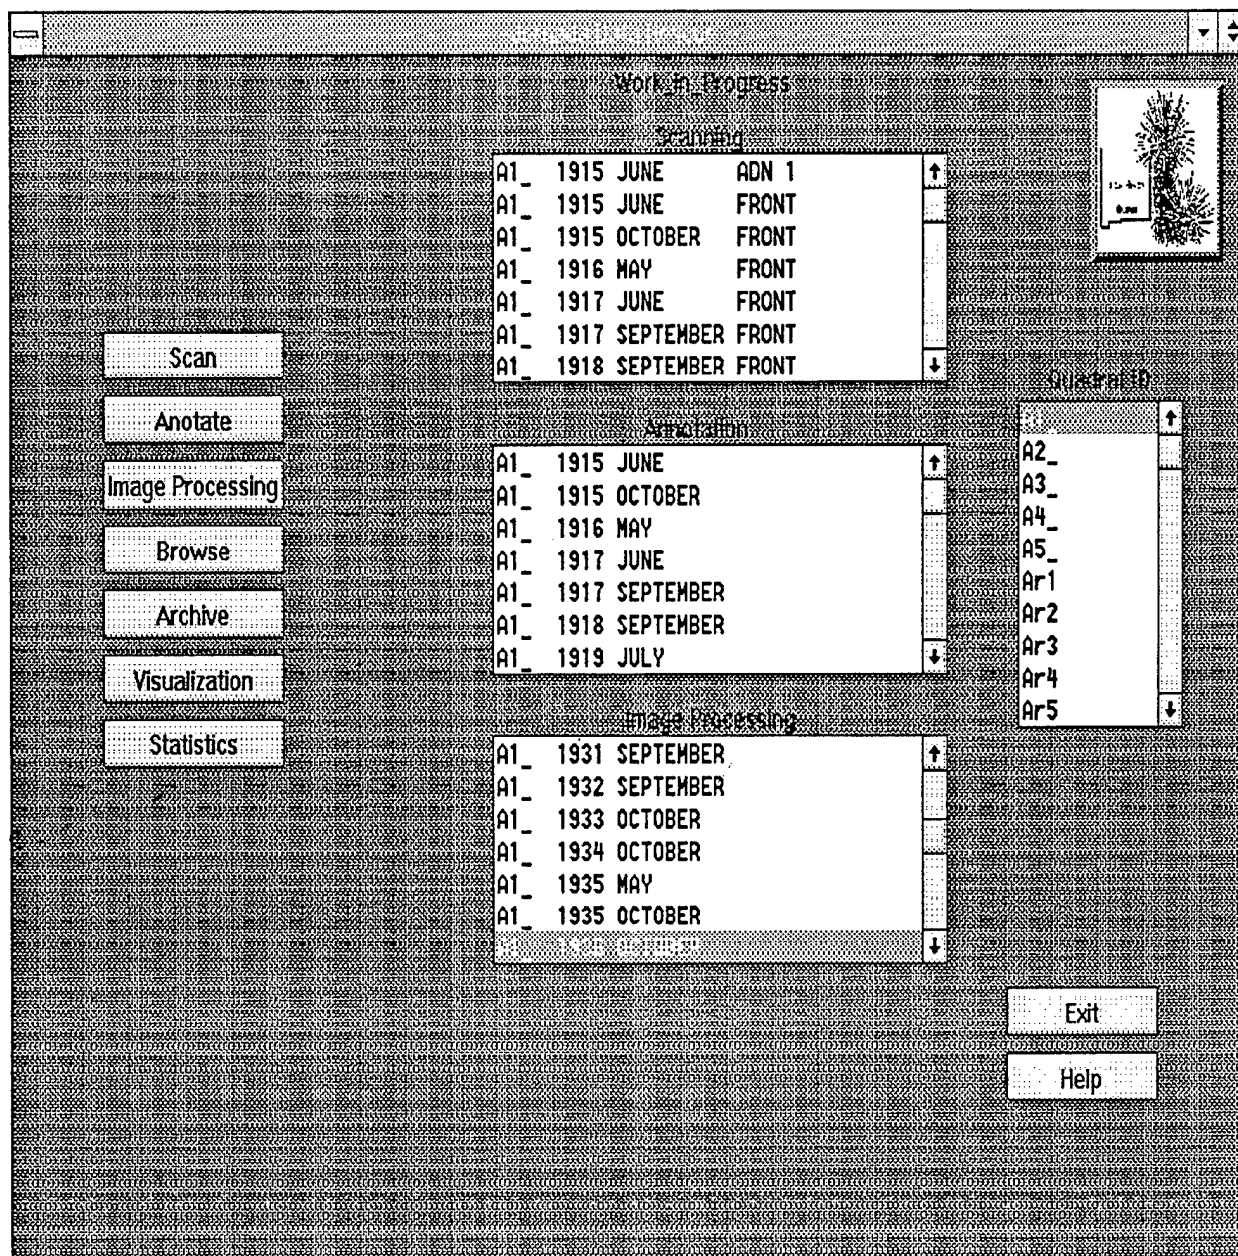 Work_in_Progress
Scanning
A1_ 1915 JUNE ADN 1
A1_ 1915 JUNE FRONT
A1_ 1915 OCTOBER FRONT
A1_ 1916 MAY FRONT
A1_ 1917 JUNE FRONT
A1_ 1917 SEPTEMBER FRONT
A1_ 1918 SEPTEMBER FRONT
Scan
Anotate
Image Processing
Browse
Archive
Visualization
Statistics
Annotation
A1_ 1915 JUNE
A1_ 1915 OCTOBER
A1_ 1916 MAY
A1_ 1917 JUNE
A1_ 1917 SEPTEMBER
A1_ 1918 SEPTEMBER
A1_ 1919 JULY
Image Processing
A1_ 1931 SEPTEMBER
A1_ 1932 SEPTEMBER
A1_ 1933 OCTOBER
A1_ 1934 OCTOBER
A1_ 1935 MAY
A1_ 1935 OCTOBER
A1_ OCTOBER
Quadrat ID
A1_
A2_
A3_
A4_
A5_
Ar1
Ar2
Ar3
Ar4
Ar5
Exit
Help